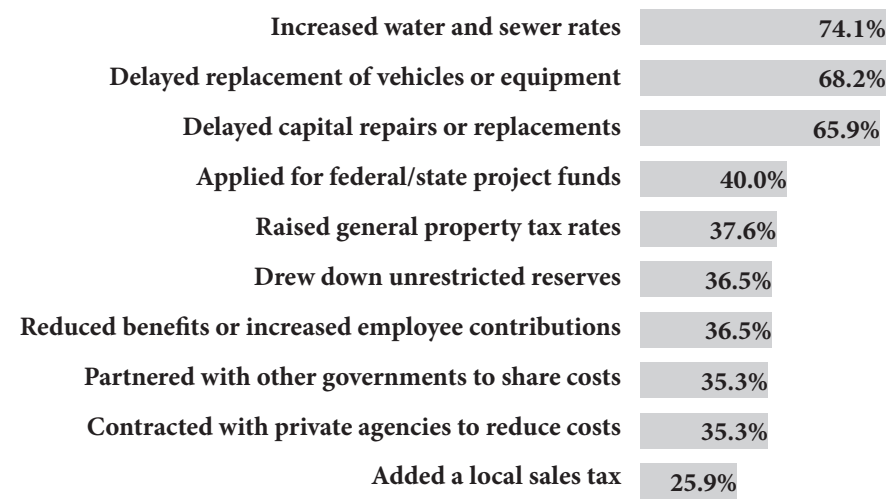 Increased water and sewer rates 74.1%
Delayed replacement of vehicles or equipment 68.2%
Delayed capital repairs or replacements 65.9%
Applied for federal/state project funds 40.0%
Raised general property tax rates 37.6%
Drew down unrestricted reserves 36.5%
Reduced benefits or increased employee contributions 36.5%
Partnered with other governments to share costs 35.3%
Contracted with private agencies to reduce costs 35.3%
Added a local sales tax 25.9%